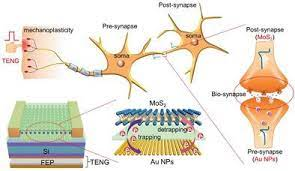 Post-synapse
mechanoplasticity
Pre-synapse
soma
soma
TENG
Post-synapse
(MoS₂)
Bio-synapse
Pre-synapse
(Au NPs)
MoS₂
detrapping
trapping
Si
FEP
TENG
Au NPs